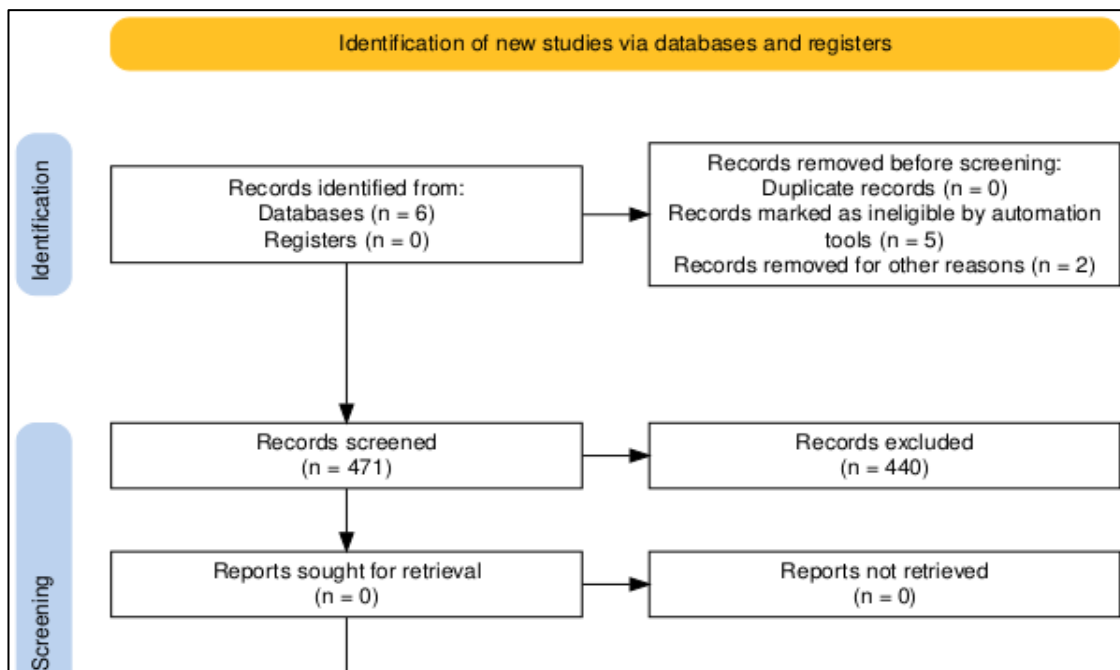 Identification of new studies via databases and registers
Identification
Records identified from:
Databases (n = 6)
Registers (n = 0)
Records removed before screening:
Duplicate records (n = 0)
Records marked as ineligible by automation
tools (n = 5)
Records removed for other reasons (n = 2)
Screening
Records screened
(n = 471)
Records excluded
(n = 440)
Reports sought for retrieval
(n = 0)
Reports not retrieved
(n = 0)